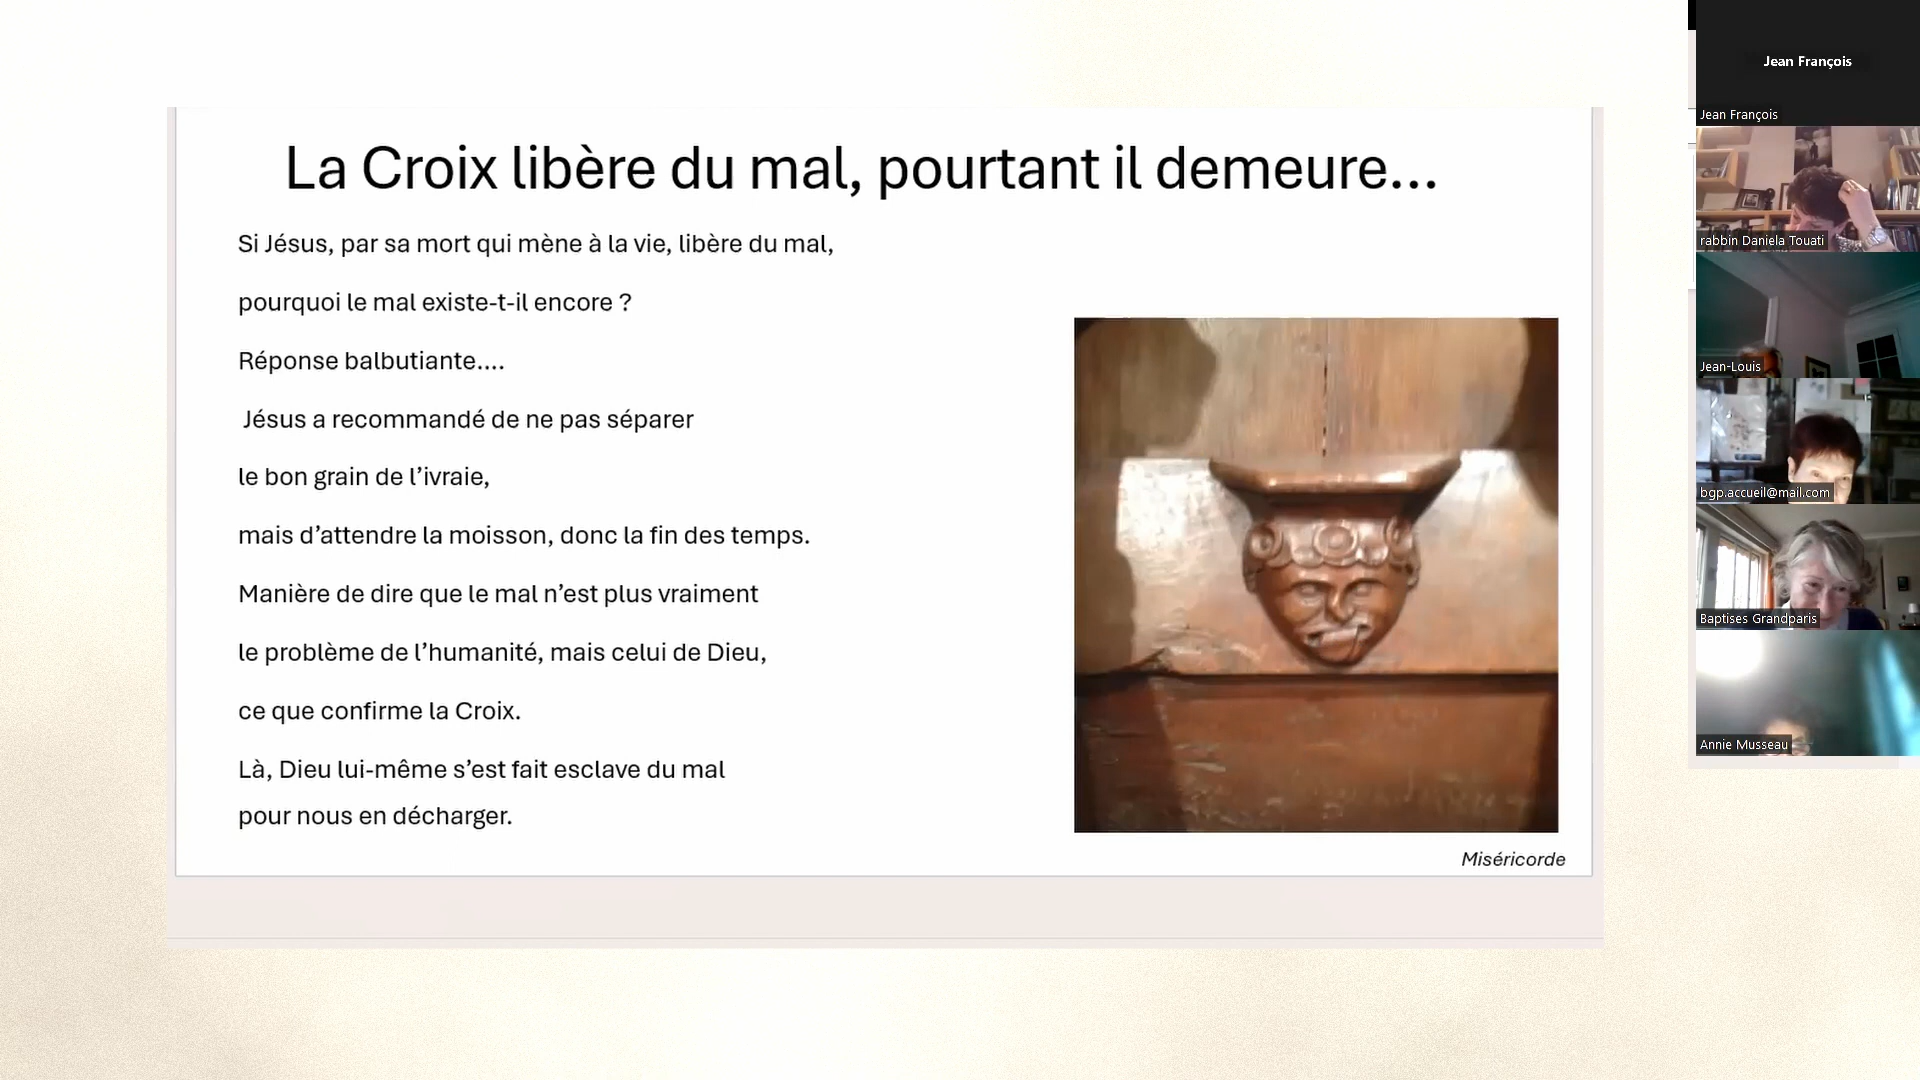 La Croix libère du mal, pourtant il demeure...
Si Jésus, par sa mort qui mène à la vie, libère du mal,
pourquoi le mal existe-t-il encore ?
Réponse balbutiante....
Jésus a recommandé de ne pas séparer
le bon grain de l’ivraie,
mais d’attendre la moisson, donc la fin des temps.
Manière de dire que le mal n’est plus vraiment
le problème de l’humanité, mais celui de Dieu,
ce que confirme la Croix.
Là, Dieu lui-même s’est fait esclave du mal
pour nous en décharger.
Miséricorde
Jean François
Jean François
rabbin Daniela Touati
Jean-Louis
bgp.accueil@mail.com
Baptises Grandparis
Annie Musseau